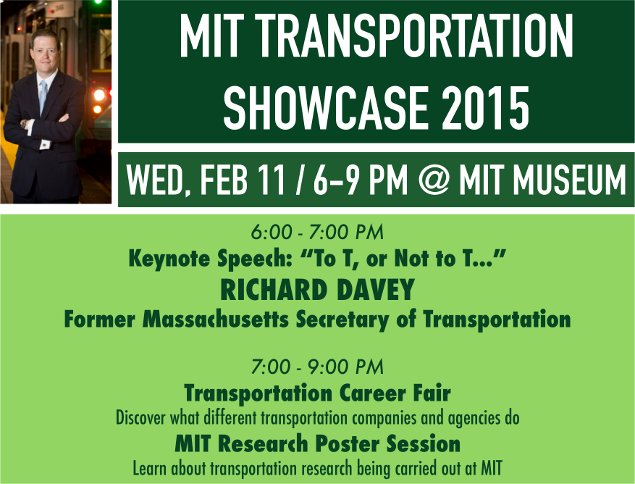 MIT TRANSPORTATION
SHOWCASE 2015
WED, FEB 11 / 6-9 PM @ MIT MUSEUM
6:00 - 7:00 PM
Keynote Speech: “To T, or Not to T...”
RICHARD DAVEY
Former Massachusetts Secretary of Transportation
7:00 - 9:00 PM
Transportation Career Fair
Discover what different transportation companies and agencies do
MIT Research Poster Session
Learn about transportation research being carried out at MIT